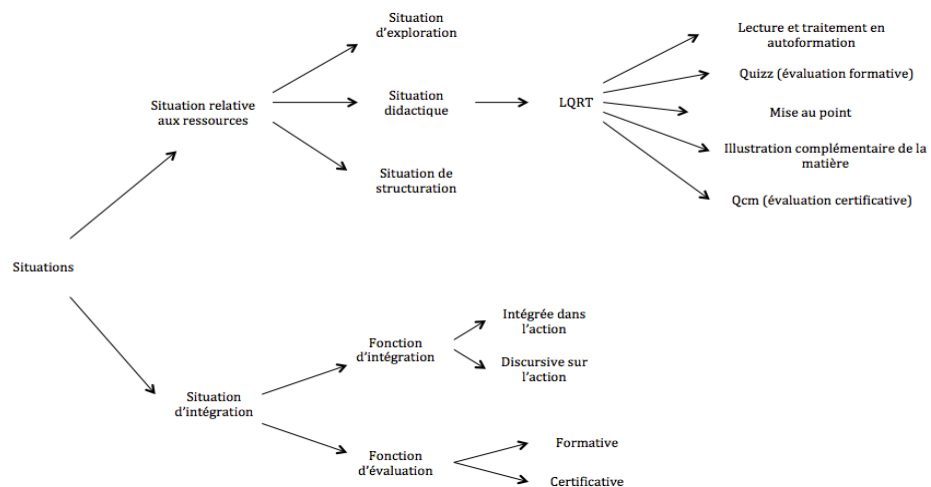 Situation
d'exploration
Lecture et traitement en
autoformation
Quizz (évaluation formative)
Situation relative
aux ressources
Situation
didactique
LQRT
Mise au point
Illustration complémentaire de la
matière
Situation de
structuration
Qcm (évaluation certificative)
Situations
Intégrée dans
l'action
Fonction
d'intégration
Discursive sur
l'action
Situation
d'intégration
Formative
Fonction
d'évaluation
Certificative